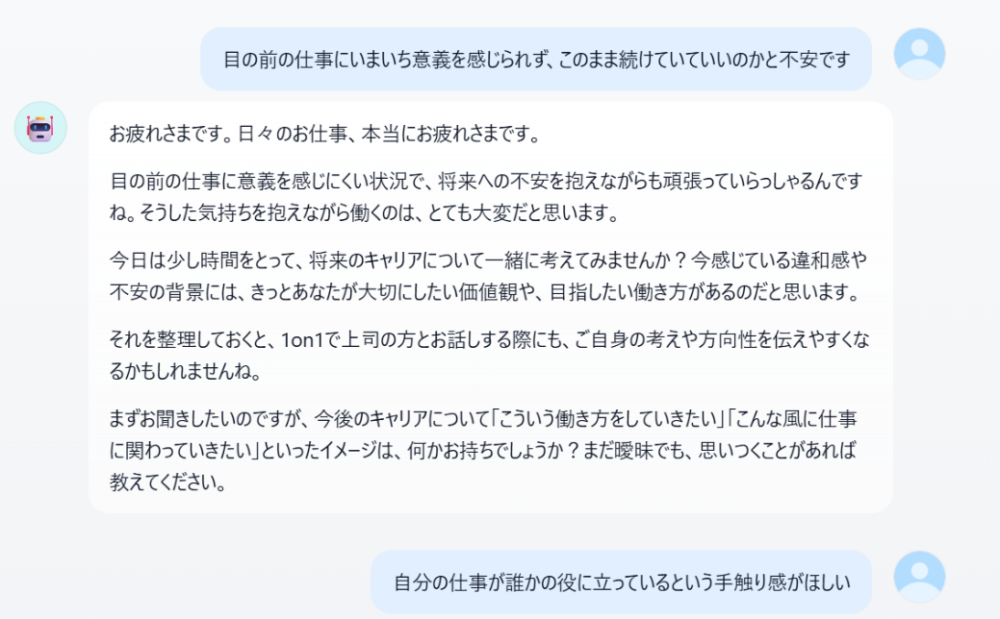 目の前の仕事にいまいち意義を感じられず、このまま続けていていいのかと不安です
お疲れさまです。日々のお仕事、本当にお疲れさまです。
目の前の仕事に意義を感じにくい状況で、将来への不安を抱えながらも頑張っていらっしゃるんです
ね。そうした気持ちを抱えながら働くのは、とても大変だと思います。
今日は少し時間をとって、将来のキャリアについて一緒に考えてみませんか？今感じている違和感や
不安の背景には、きっとあなたが大切にしたい価値観や、目指したい働き方があるのだと思います。
それを整理しておくと、1on1で上司の方とお話しする際にも、ご自身の考えや方向性を伝えやすくな
るかもしれませんね。
まずお聞きしたいのですが、今後のキャリアについて「こういう働き方をしていきたい」「こんな風に仕事
に関わっていきたい」といったイメージは、何かお持ちでしょうか？まだ曖昧でも、思いつくことがあれば
教えてください。
自分の仕事が誰かの役に立っているという手触り感がほしい